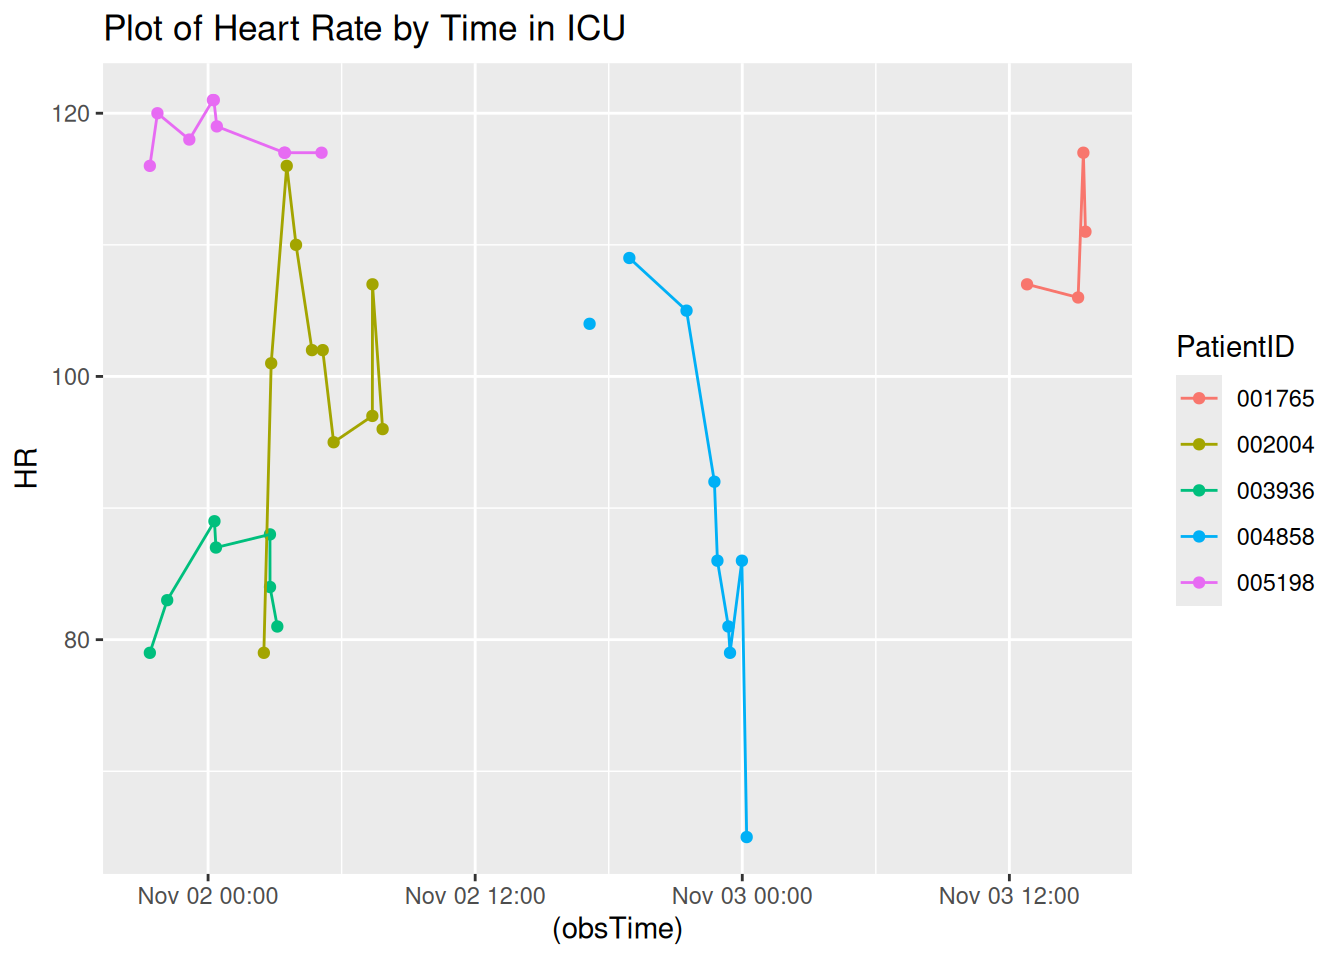 Plot of Heart Rate by Time in ICU
120
100
80
HR
Nov 02 00:00
Nov 02 12:00
Nov 03 00:00
Nov 03 12:00
(obsTime)
PatientID
001765
002004
003936
004858
005198